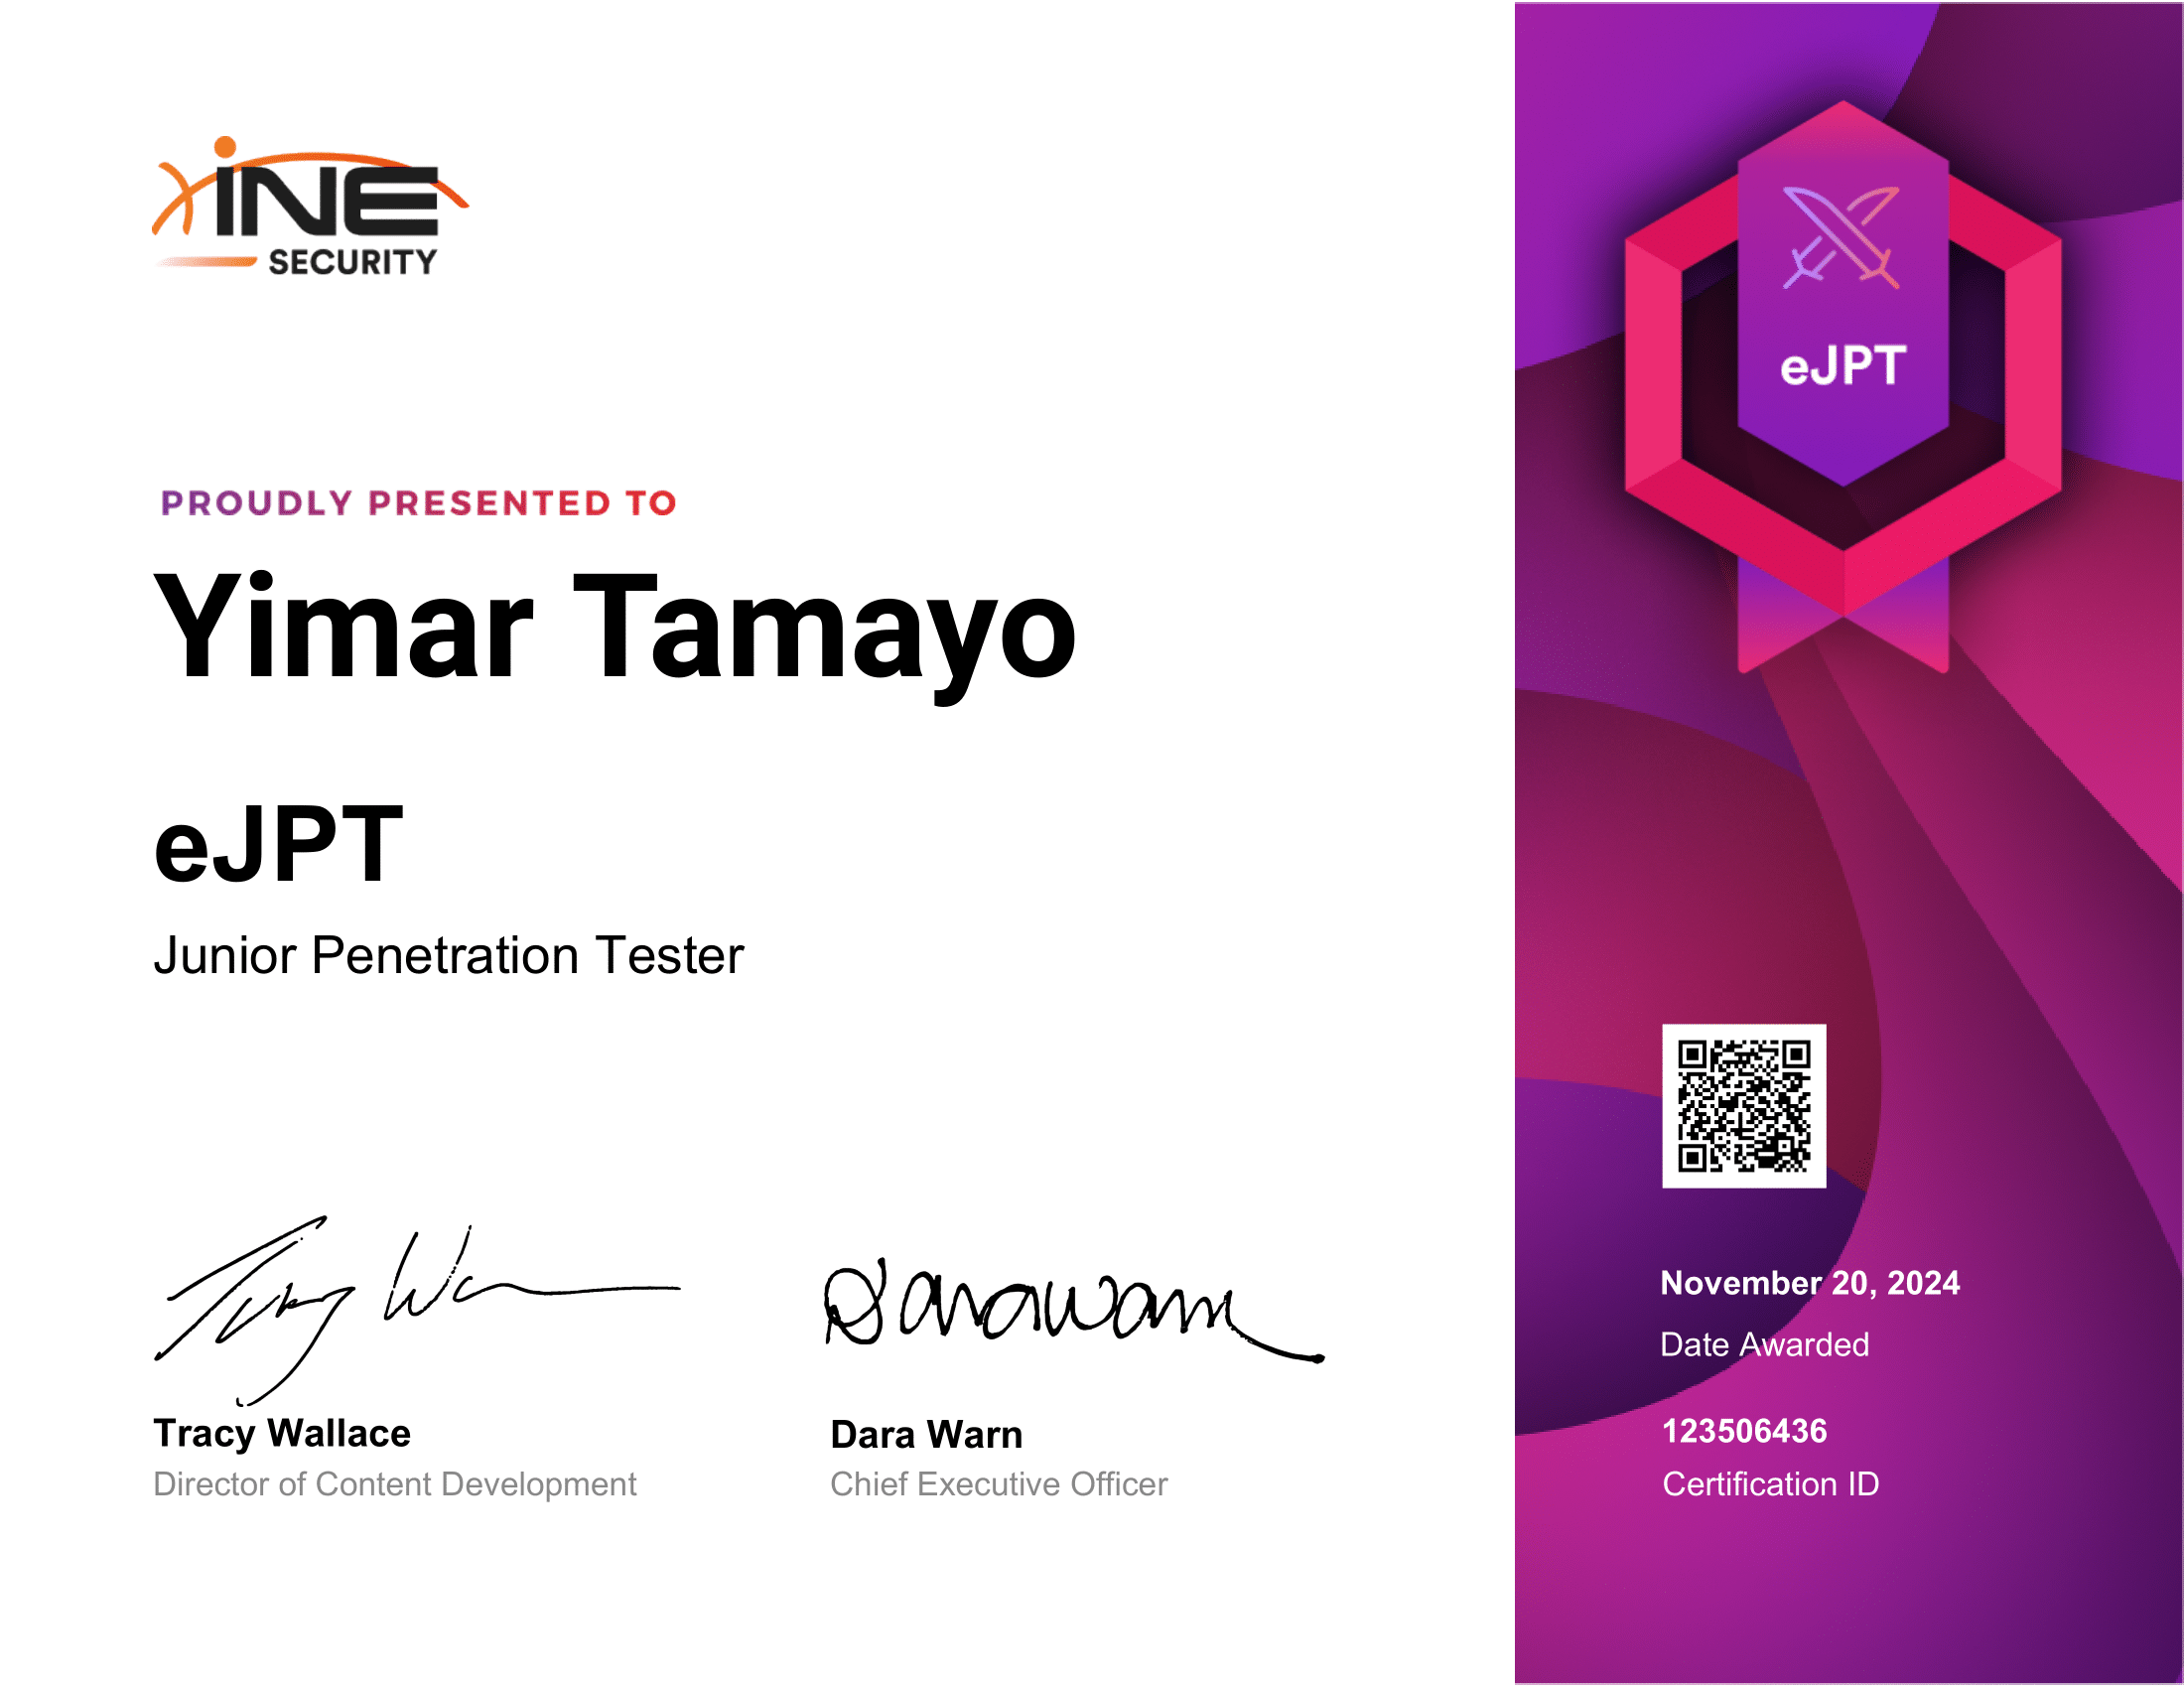 iNE
SECURITY
PROUDLY PRESENTED TO
Yimar Tamayo
eJPT
Junior Penetration Tester
Tracy Wallace
Director of Content Development
Dara Warn
Chief Executive Officer
eJPT
November 20, 2024
Date Awarded
123506436
Certification ID